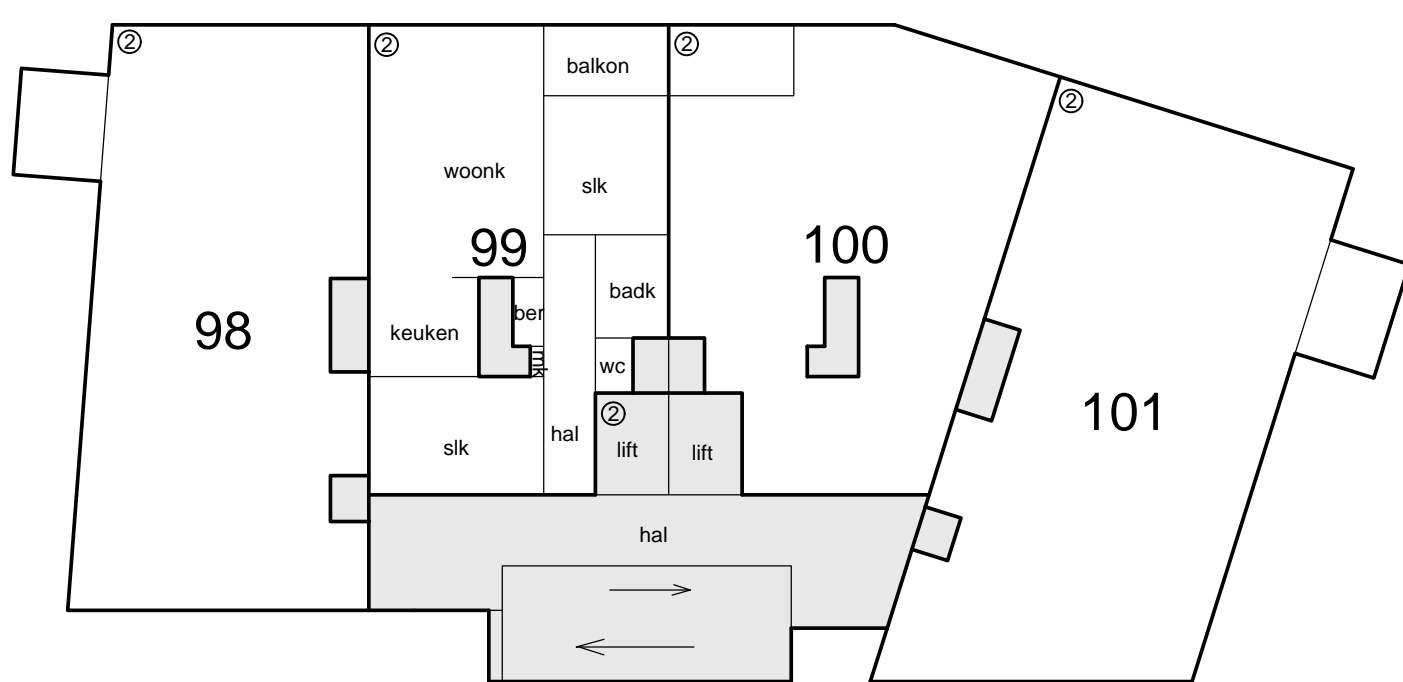 ②
②
②
②
balkon
woonk
slk
99
100
98
badk
ber
keuken
mk
wc
101
②
hal
slk
lift
lift
hal